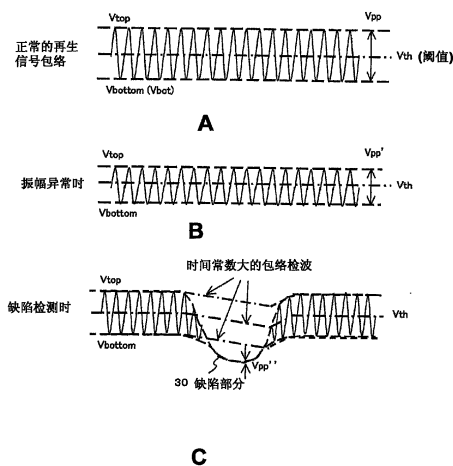 Vtop
Vpp
正常的再生
信号包络
Vth (阈值)
Vbottom (Vbot)
A
Vtop
Vpp'
振幅异常时
Vth
Vbottom
B
时间常数大的包络检波
Vtop
缺陷检测时
Vth
Vbottom
Vpp''
30 缺陷部分
C